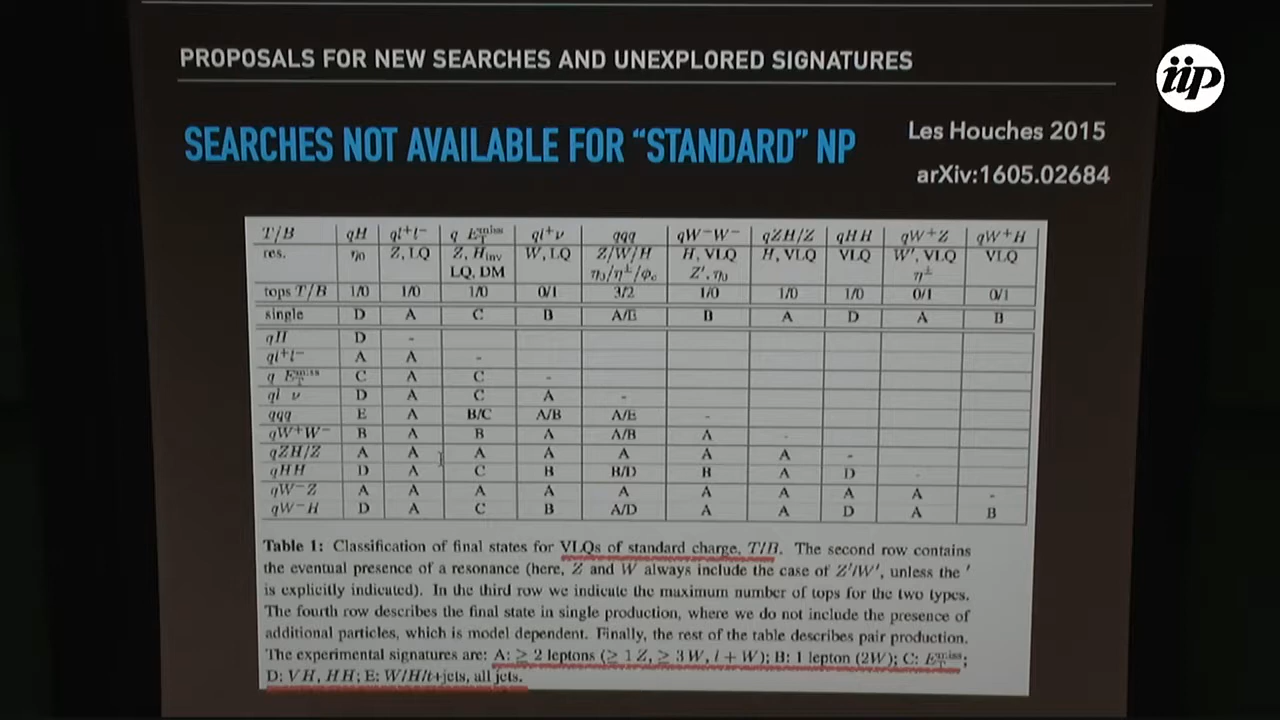 iip
PROPOSALS FOR NEW SEARCHES AND UNEXPLORED SIGNATURES
SEARCHES NOT AVAILABLE FOR “STANDARD” NP
Les Houches 2015
arXiv:1605.02684
T/B qH ql+l− q E_T^miss ql+ν qqq qW−W− qZH/Z qHH qW+Z qW+H
res. η0 Z, LQ Z, H_inv W, LQ Z/W/H H, VLQ H, VLQ VLQ W', VLQ VLQ
LQ, DM η0/η±/φc Z', η0 η±
tops T/B 1/0 1/0 1/0 0/1 3/2 1/0 1/0 1/0 0/1 0/1
single D A C B A/E B A D A B
qH D -
ql+l− A A -
q E_T^miss C A C -
ql ν D A C A -
qqq E A B/C A/B A/E -
qW+W− B A B A A/B A -
qZH/Z A A A A A A A -
qHH D A C B B/D B A D -
qW−Z A A A A A A A A A -
qW−H D A C B A/D A A D A B
Table 1: Classification of final states for VLQs of standard charge, T/B. The second row contains
the eventual presence of a resonance (here, Z and W always include the case of Z'/W', unless the '
is explicitly indicated). In the third row we indicate the maximum number of tops for the two types.
The fourth row describes the final state in single production, where we do not include the presence of
additional particles, which is model dependent. Finally, the rest of the table describes pair production.
The experimental signatures are: A: ≥ 2 leptons (≥ 1 Z, ≥ 3 W, l + W); B: 1 lepton (2W); C: E_T^miss;
D: VH, HH; E: W/H/t+jets, all jets.